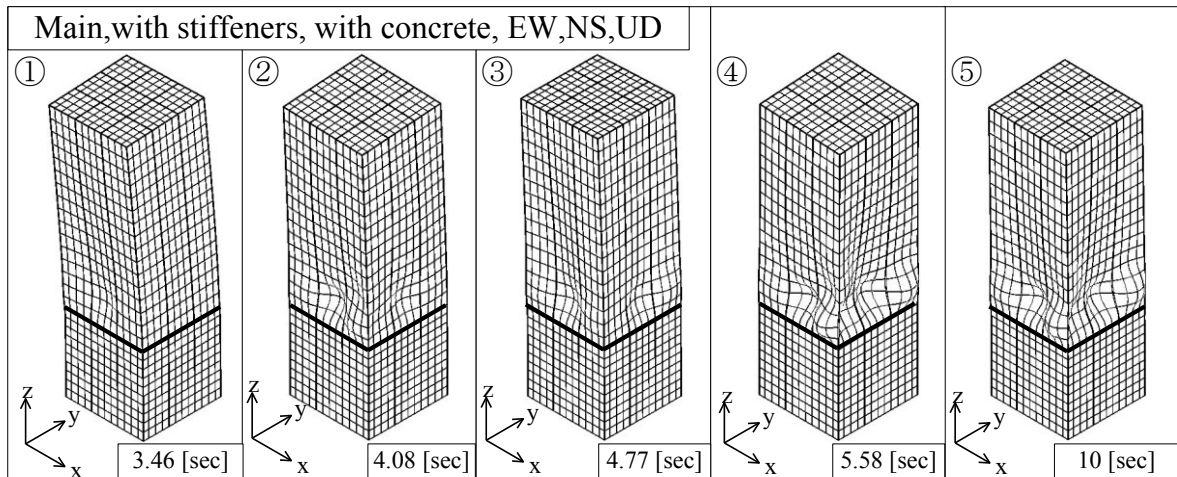 Main,with stiffeners, with concrete, EW,NS,UD
① ② ③ ④ ⑤
z y x z y x z y x z y x z y x
3.46 [sec] 4.08 [sec] 4.77 [sec] 5.58 [sec] 10 [sec]